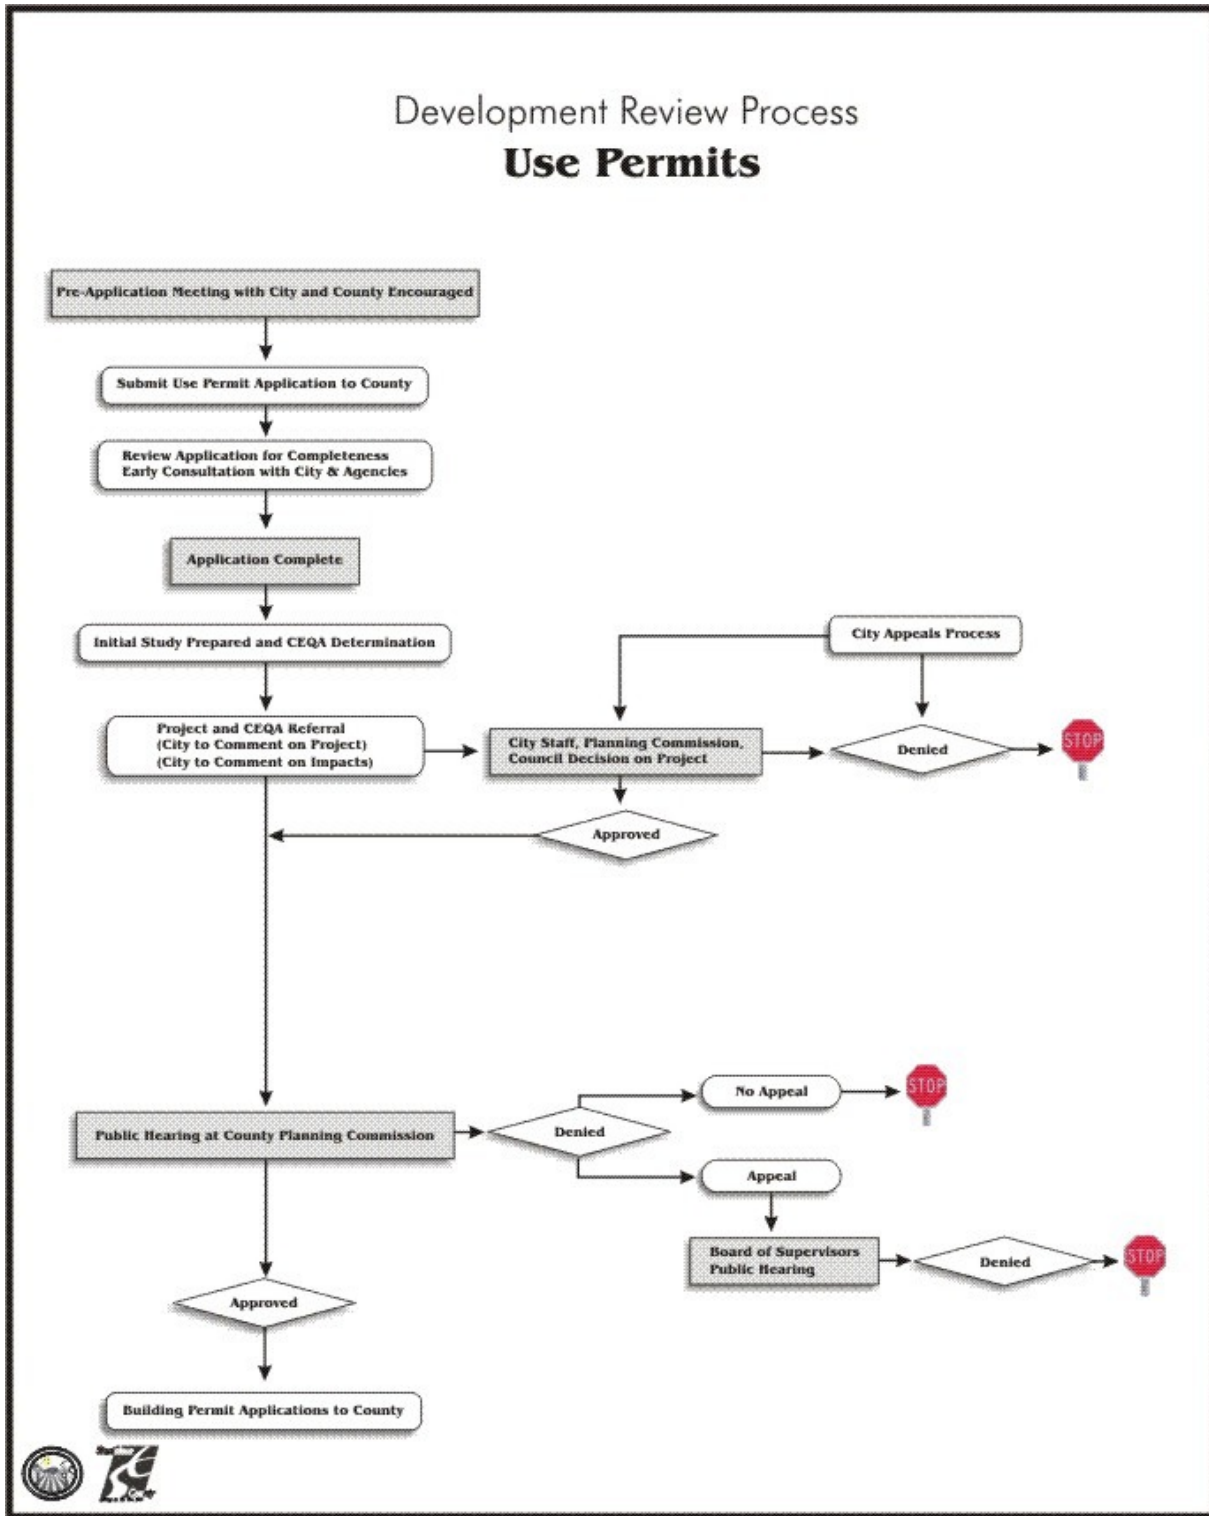 Development Review Process
Use Permits
Pre-Application Meeting with City and County Encouraged
Submit Use Permit Application to County
Review Application for Completeness
Early Consultation with City & Agencies
Application Complete
Initial Study Prepared and CEQA Determination
City Appeals Process
Project and CEQA Referral
(City to Comment on Project)
(City to Comment on Impacts)
City Staff, Planning Commission,
Council Decision on Project
Denied
STOP
Approved
No Appeal
STOP
Public Hearing at County Planning Commission
Denied
Appeal
Board of Supervisors
Public Hearing
Denied
STOP
Approved
Building Permit Applications to County